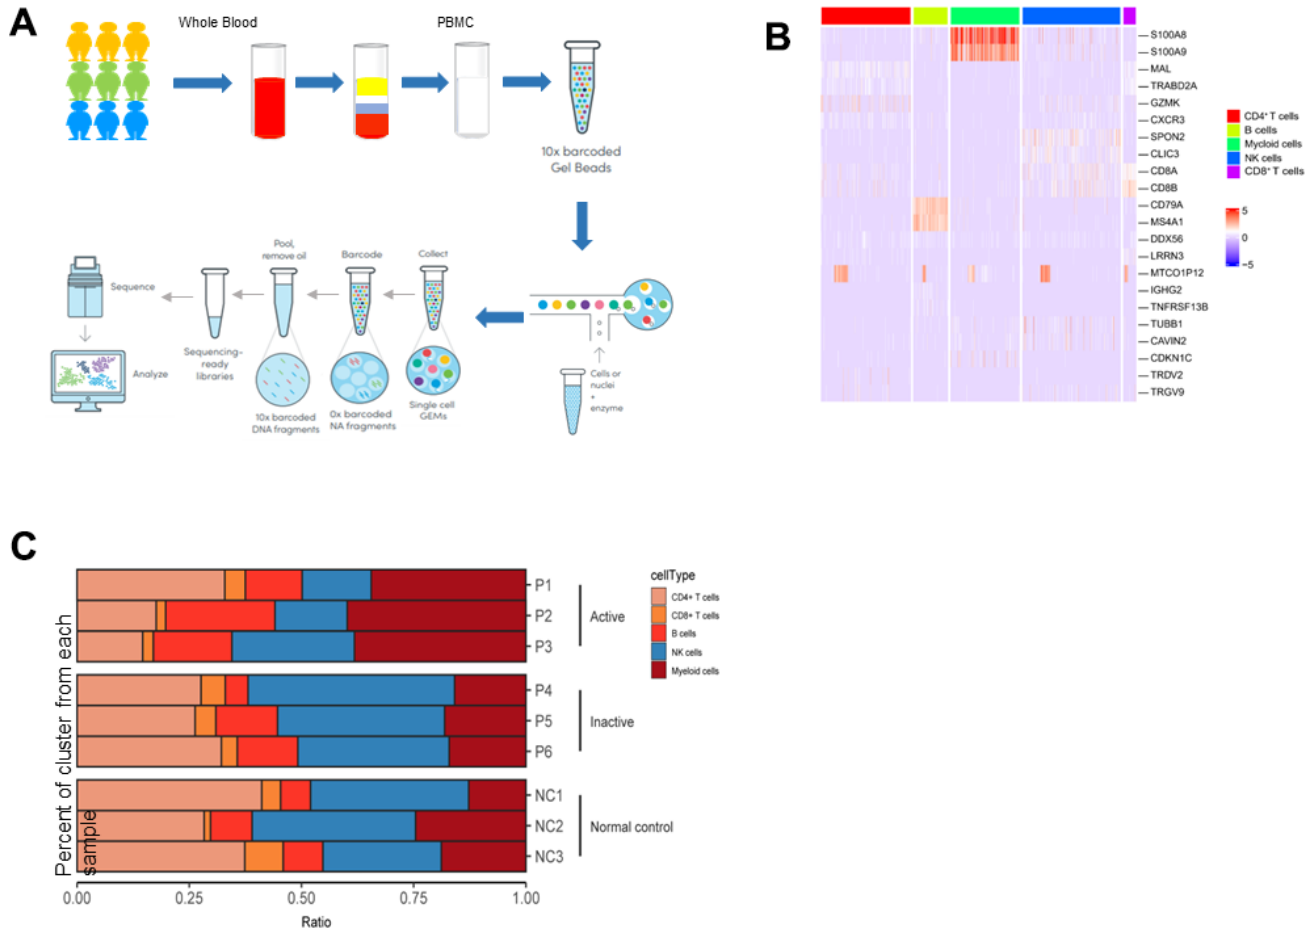 A
Whole Blood
PBMC
10x barcoded
Gel Beads
Pool,
remove oil
Barcode
Collect
Sequence
Analyze
Sequencing-
ready
libraries
10x barcoded
DNA fragments
0x barcoded
NA fragments
Single cell
GEMs
Cells or
nuclei
+
enzyme
B
S100A8
S100A9
MAL
TRABD2A
GZMK
CXCR3
SPON2
CLIC3
CD8A
CD8B
CD79A
MS4A1
DDX56
LRRN3
MTCO1P12
IGHG2
TNFRSF13B
TUBB1
CAVIN2
CDKN1C
TRDV2
TRGV9
CD4⁺ T cells
B cells
Mycloid cells
NK cells
CD8⁺ T cells
5
0
−5
C
Percent of cluster from each
sample
P1
P2
P3
Active
P4
P5
P6
Inactive
NC1
NC2
NC3
Normal control
0.00
0.25
0.50
0.75
1.00
Ratio
cellType
CD4+ T cells
CD8+ T cells
B cells
NK cells
Myeloid cells